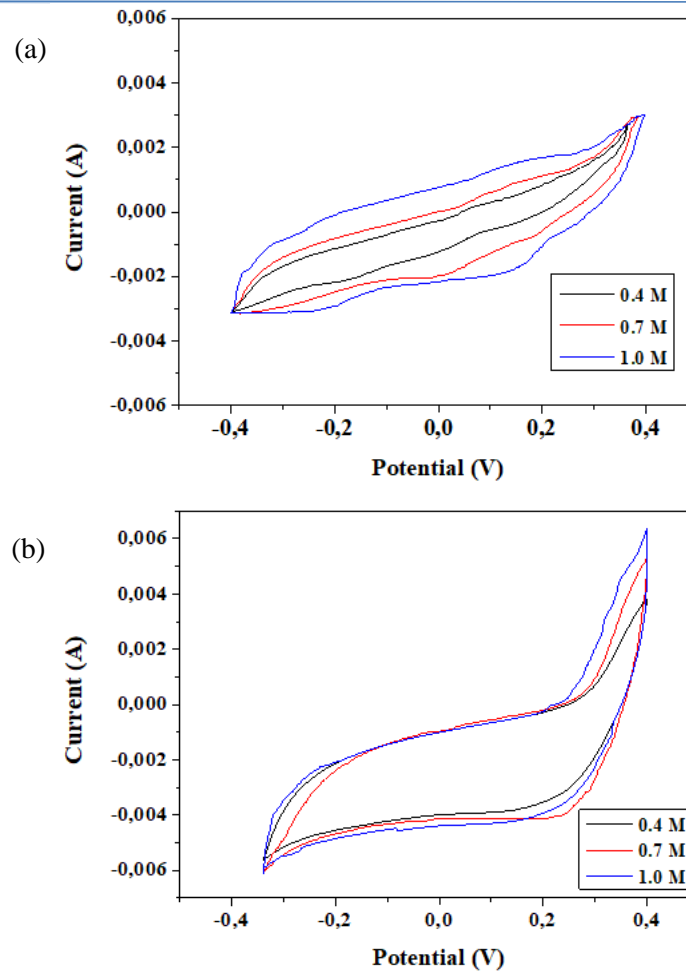 (a)
0,006
0,004
0,002
0,000
-0,002
-0,004
-0,006
Current (A)
0.4 M
0.7 M
1.0 M
-0,4 -0,2 0,0 0,2 0,4
Potential (V)
(b)
0,006
0,004
0,002
0,000
-0,002
-0,004
-0,006
Current (A)
0.4 M
0.7 M
1.0 M
-0,4 -0,2 0,0 0,2 0,4
Potential (V)